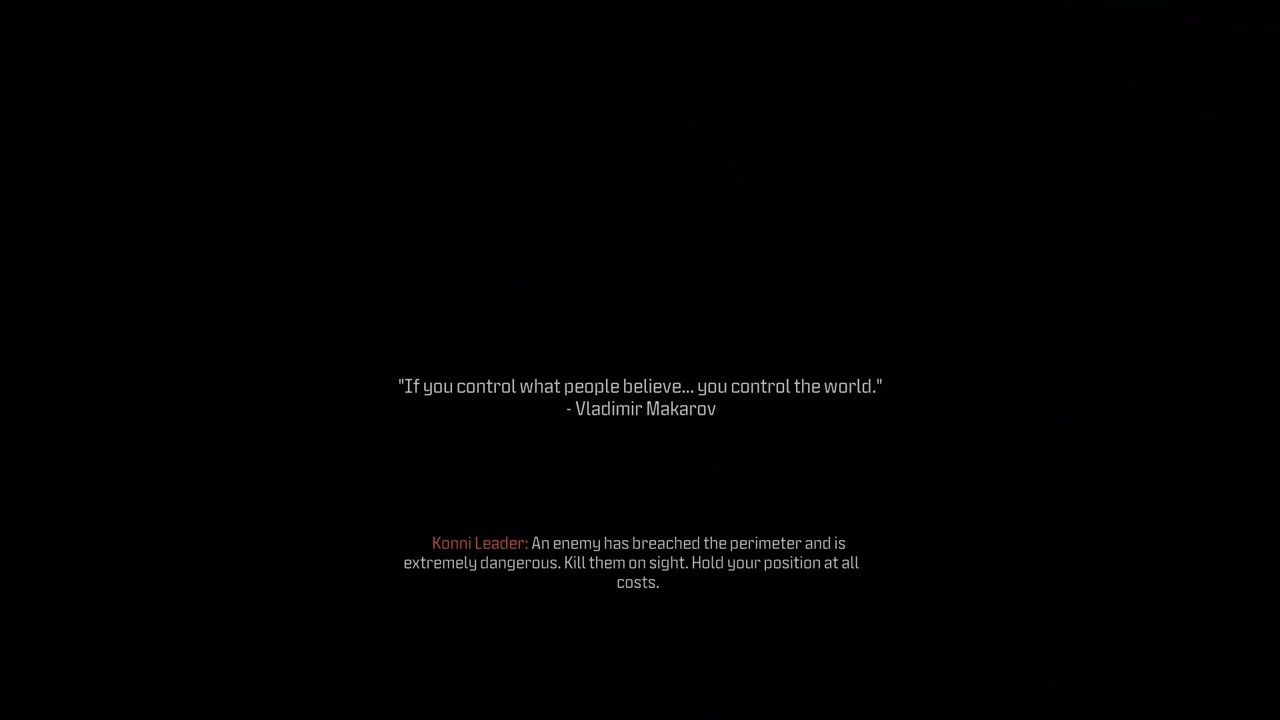 "If you control what people believe... you control the world."
- Vladimir Makarov
Konni Leader: An enemy has breached the perimeter and is
extremely dangerous. Kill them on sight. Hold your position at all
costs.